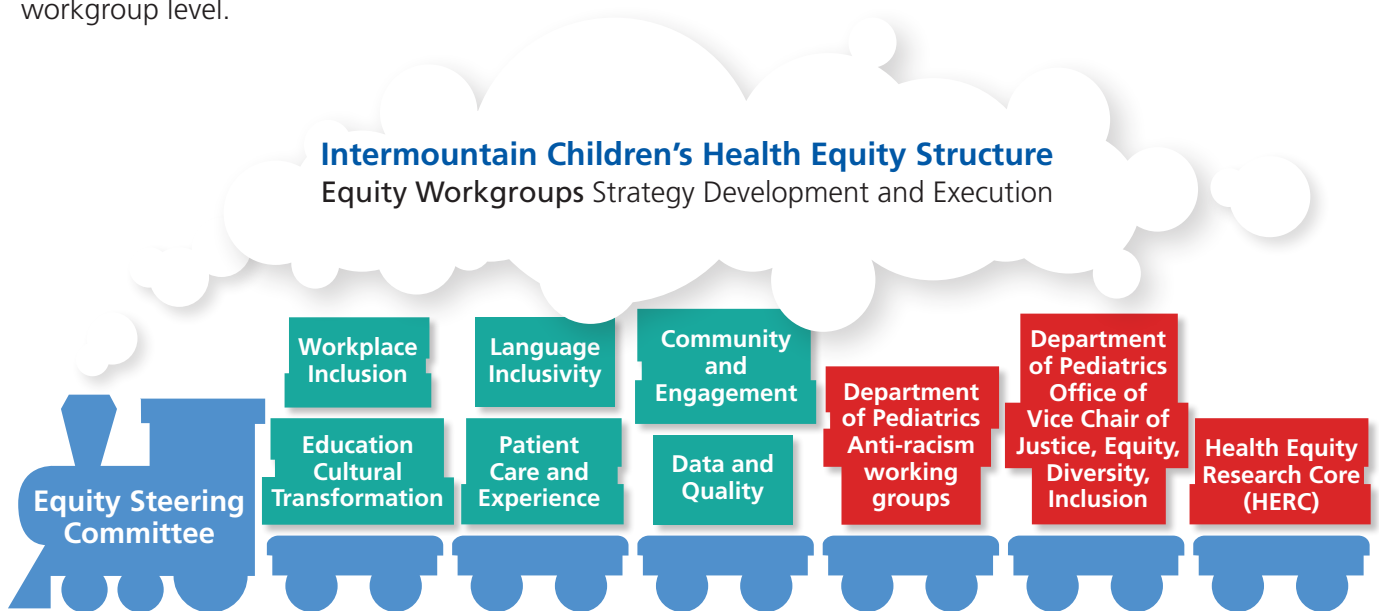 workgroup level.
Intermountain Children's Health Equity Structure
Equity Workgroups Strategy Development and Execution
Equity Steering
Committee
Workplace
Inclusion
Education
Cultural
Transformation
Language
Inclusivity
Patient
Care and
Experience
Community
and
Engagement
Data and
Quality
Department
of Pediatrics
Anti-racism
working
groups
Department
of Pediatrics
Office of
Vice Chair of
Justice, Equity,
Diversity,
Inclusion
Health Equity
Research Core
(HERC)